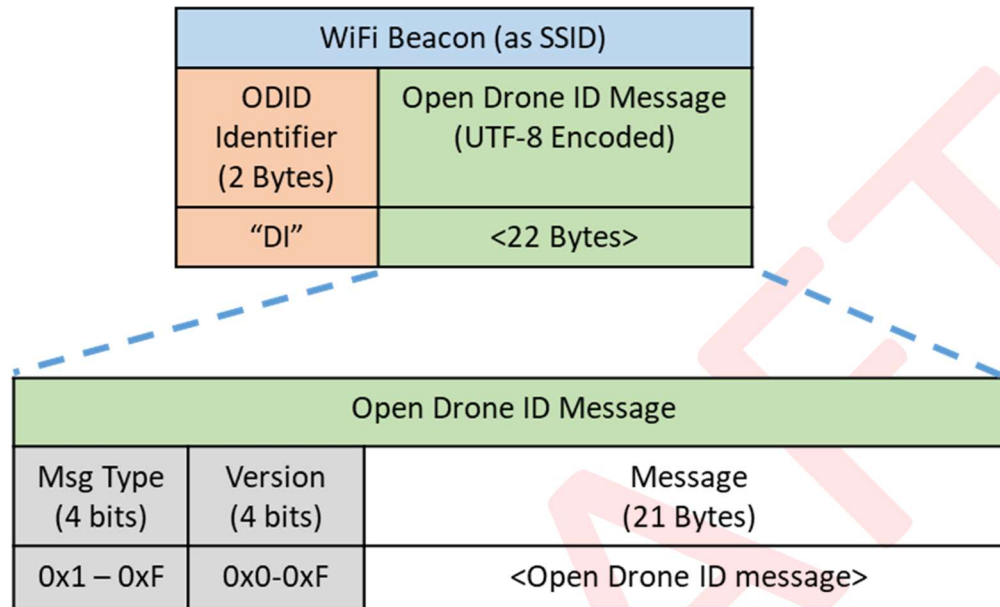 WiFi Beacon (as SSID)
ODID
Identifier
(2 Bytes)
Open Drone ID Message
(UTF-8 Encoded)
“DI”
<22 Bytes>
Open Drone ID Message
Msg Type
(4 bits)
Version
(4 bits)
Message
(21 Bytes)
0x1 – 0xF
0x0-0xF
<Open Drone ID message>